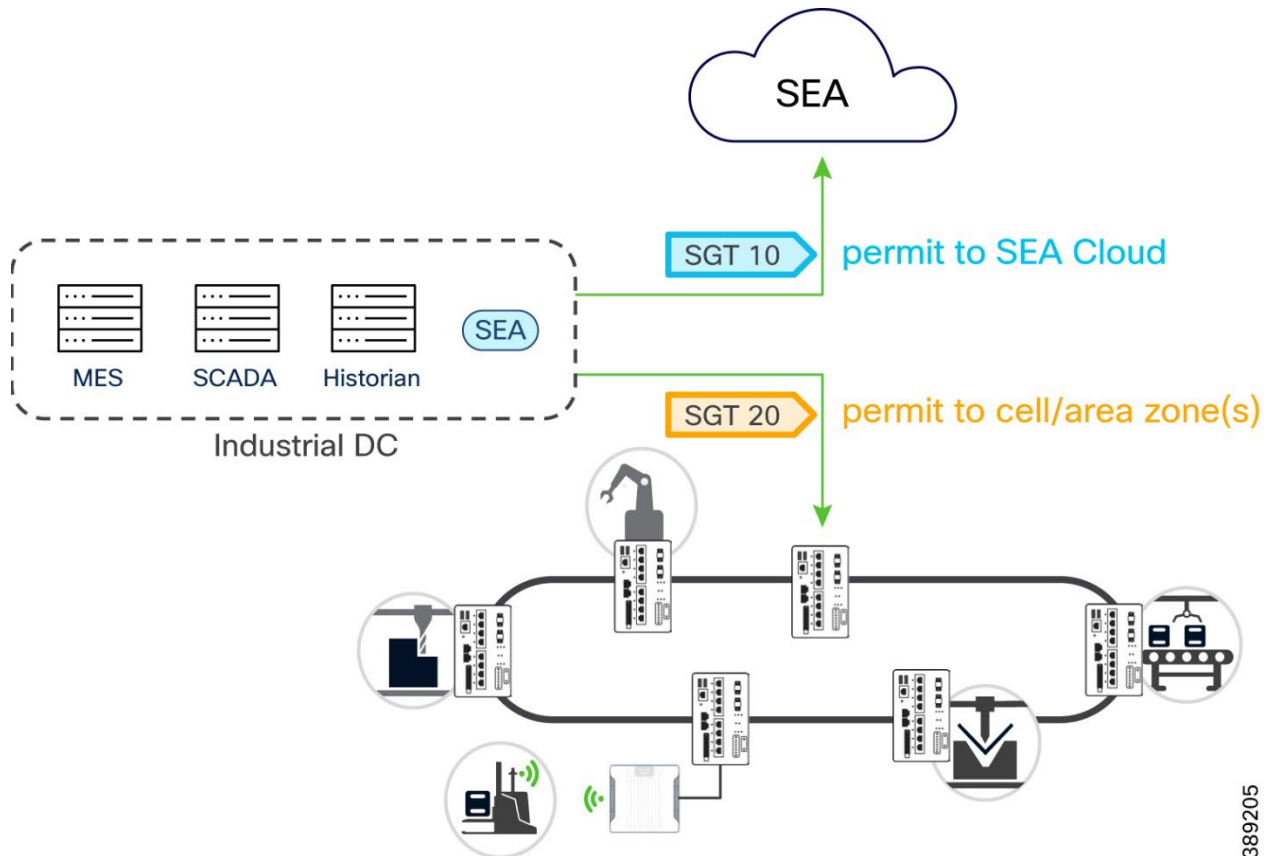 SEA
SGT 10
permit to SEA Cloud
SEA
MES
SCADA
Historian
SGT 20
permit to cell/area zone(s)
Industrial DC
389205